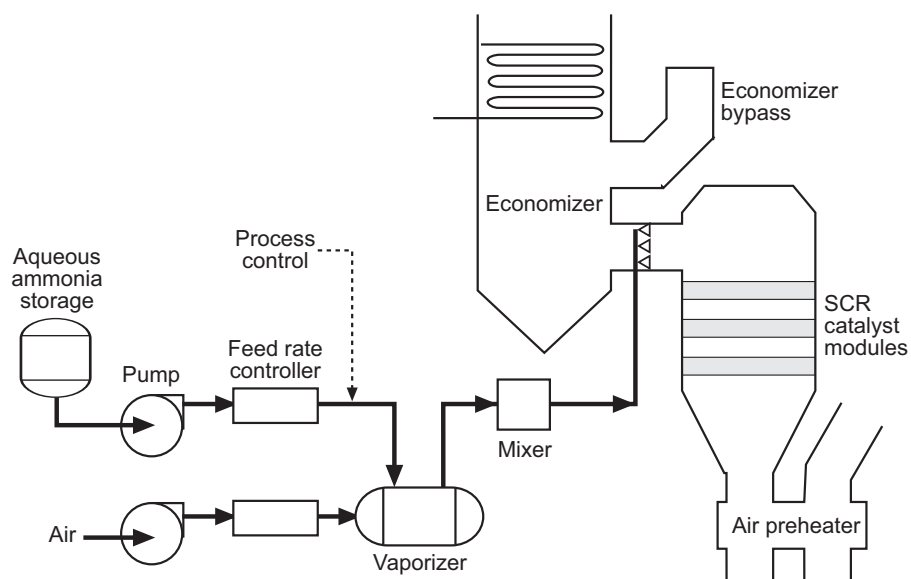 Economizer
bypass
Economizer
Process
control
Aqueous
ammonia
storage
SCR
catalyst
modules
Feed rate
controller
Pump
Mixer
Air
Air preheater
Vaporizer